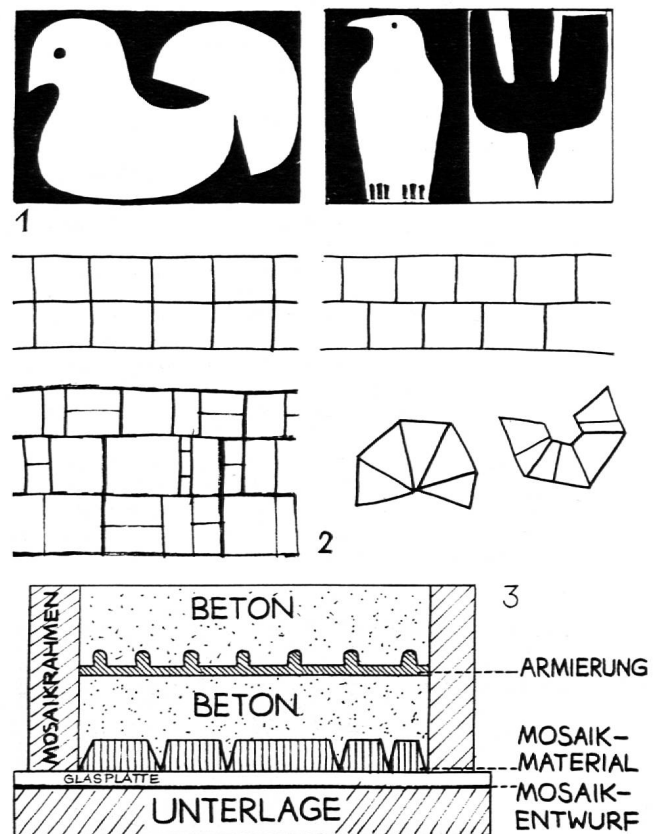 1
2
3
BETON
MOSAIKRAHMEN
ARMIERUNG
BETON
MOSAIK-
MATERIAL
GLASPLATTE
MOSAIK-
ENTWURF
UNTERLAGE